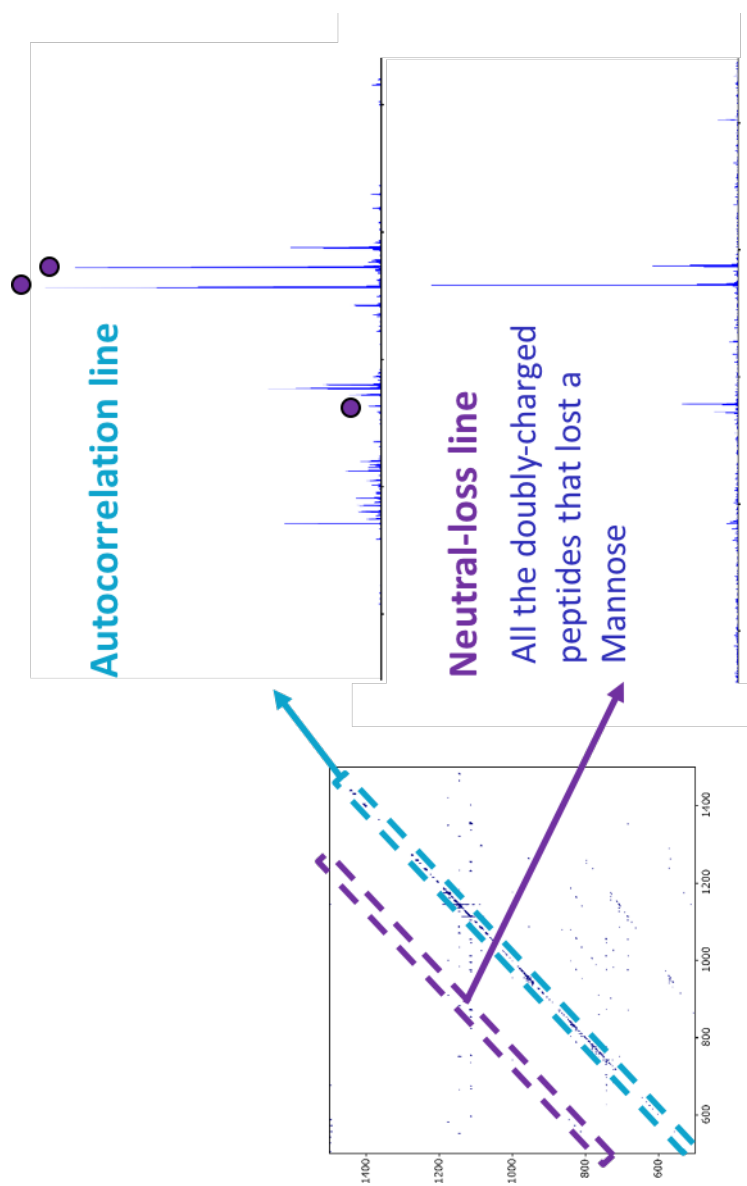 Autocorrelation line
Neutral-loss line
All the doubly-charged
peptides that lost a
Mannose
1400
1200
1000
800
600
600
800
1000
1200
1400